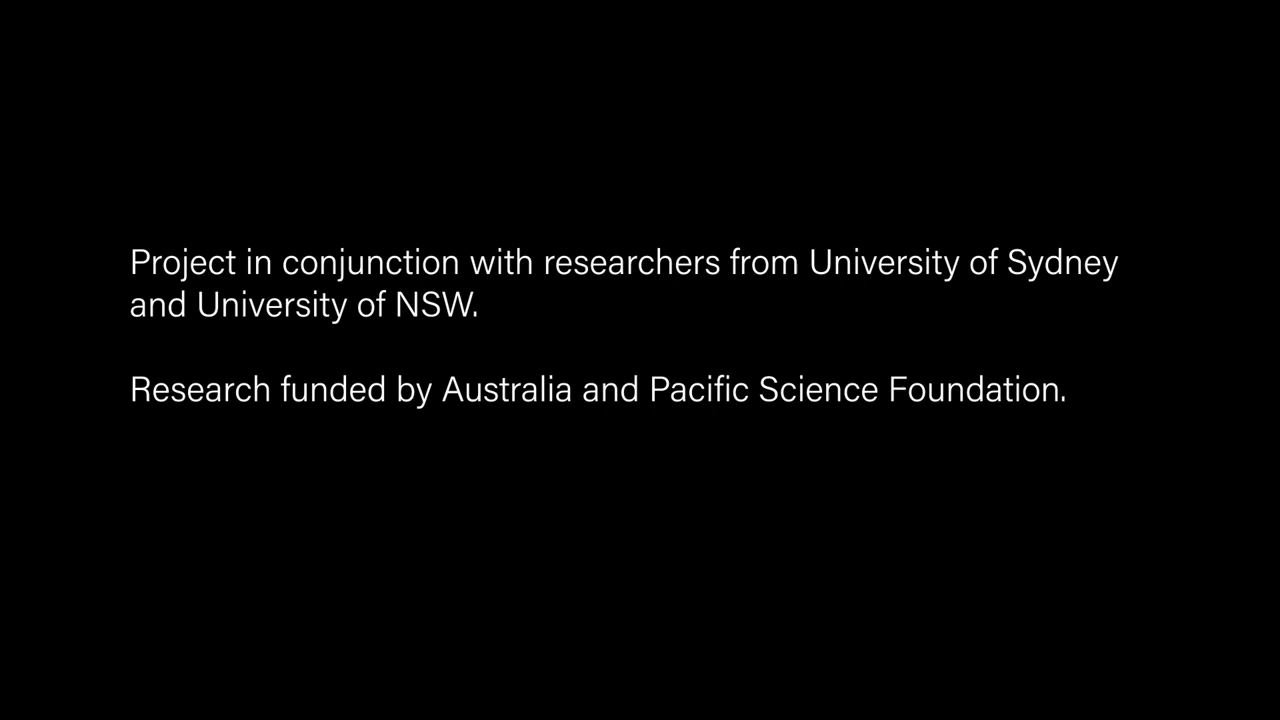 Project in conjunction with researchers from University of Sydney
and University of NSW.
Research funded by Australia and Pacific Science Foundation.